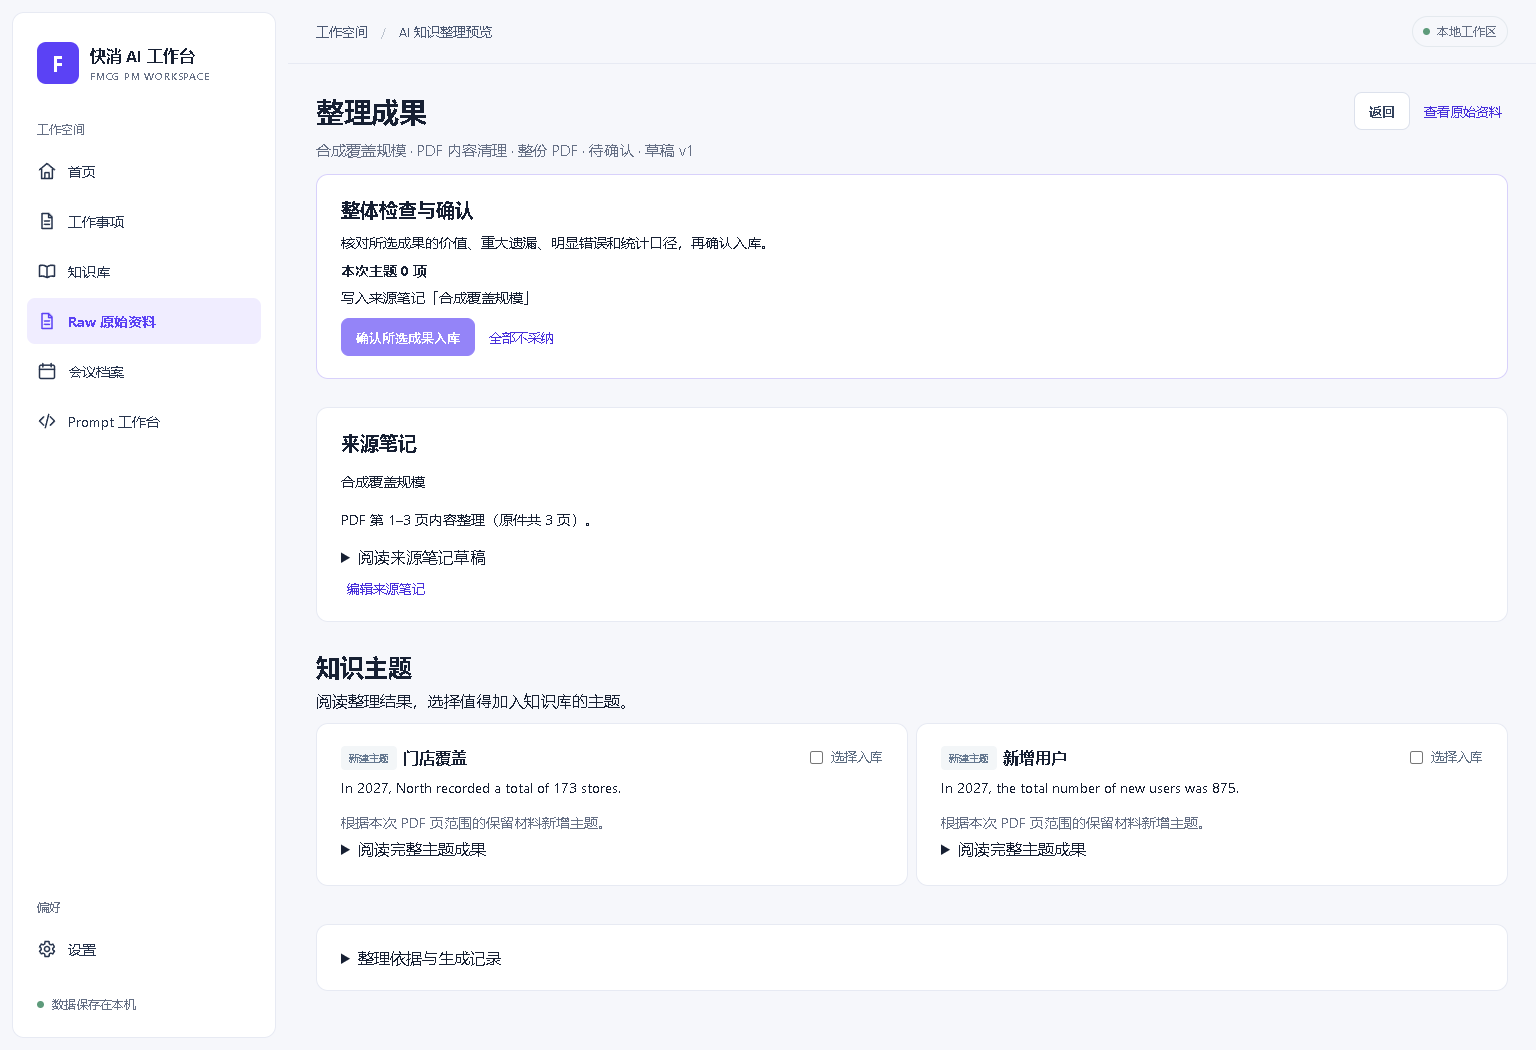 F
快消 AI 工作台
FMCG PM WORKSPACE
工作空间
首页
工作事项
知识库
Raw 原始资料
会议档案
Prompt 工作台
偏好
设置
数据保存在本机
工作空间 / AI 知识整理预览
本地工作区
整理成果
返回
查看原始资料
合成覆盖规模 · PDF 内容清理 · 整份 PDF · 待确认 · 草稿 v1
整体检查与确认
核对所选成果的价值、重大遗漏、明显错误和统计口径，再确认入库。
本次主题 0 项
写入来源笔记「合成覆盖规模」
确认所选成果入库
全部不采纳
来源笔记
合成覆盖规模
PDF 第 1–3 页内容整理（原件共 3 页）。
阅读来源笔记草稿
编辑来源笔记
知识主题
阅读整理结果，选择值得加入知识库的主题。
新建主题 门店覆盖
选择入库
In 2027, North recorded a total of 173 stores.
根据本次 PDF 页范围的保留材料新增主题。
阅读完整主题成果
新建主题 新增用户
选择入库
In 2027, the total number of new users was 875.
根据本次 PDF 页范围的保留材料新增主题。
阅读完整主题成果
整理依据与生成记录